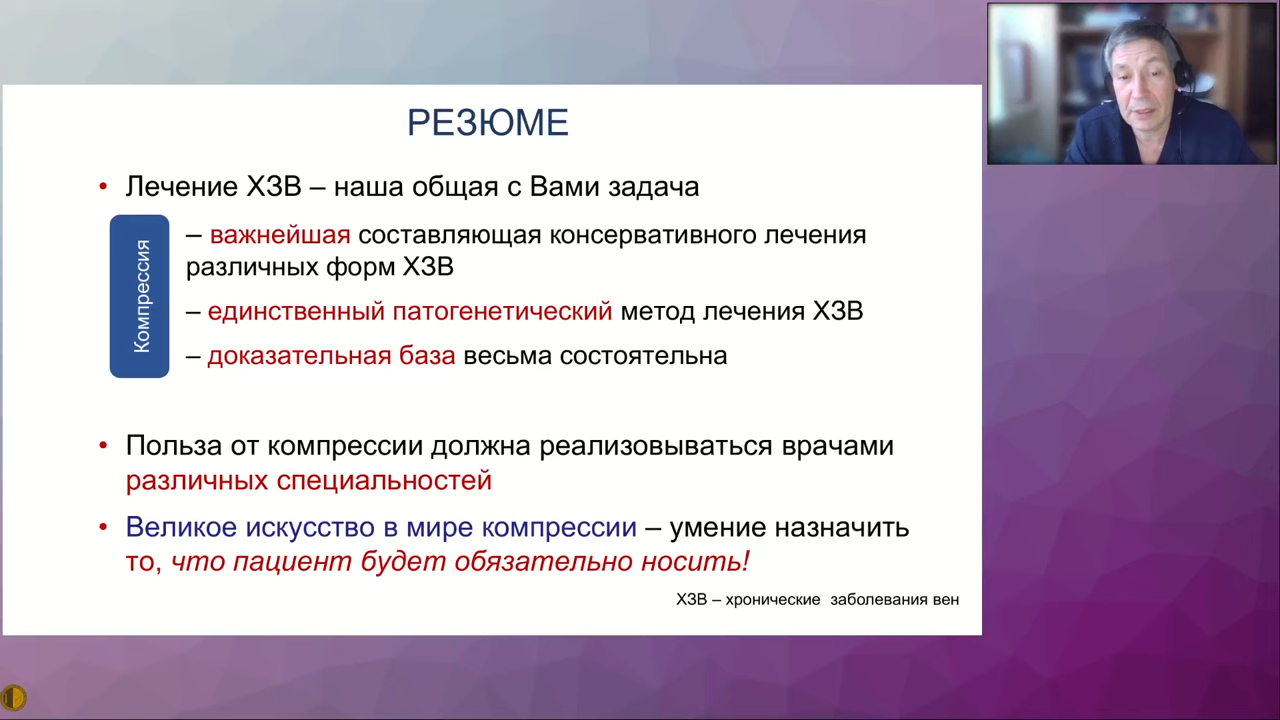 РЕЗЮМЕ
• Лечение ХЗВ – наша общая с Вами задача
Компрессия
– важнейшая составляющая консервативного лечения
различных форм ХЗВ
– единственный патогенетический метод лечения ХЗВ
– доказательная база весьма состоятельна
• Польза от компрессии должна реализовываться врачами
различных специальностей
• Великое искусство в мире компрессии – умение назначить
то, что пациент будет обязательно носить!
ХЗВ – хронические заболевания вен